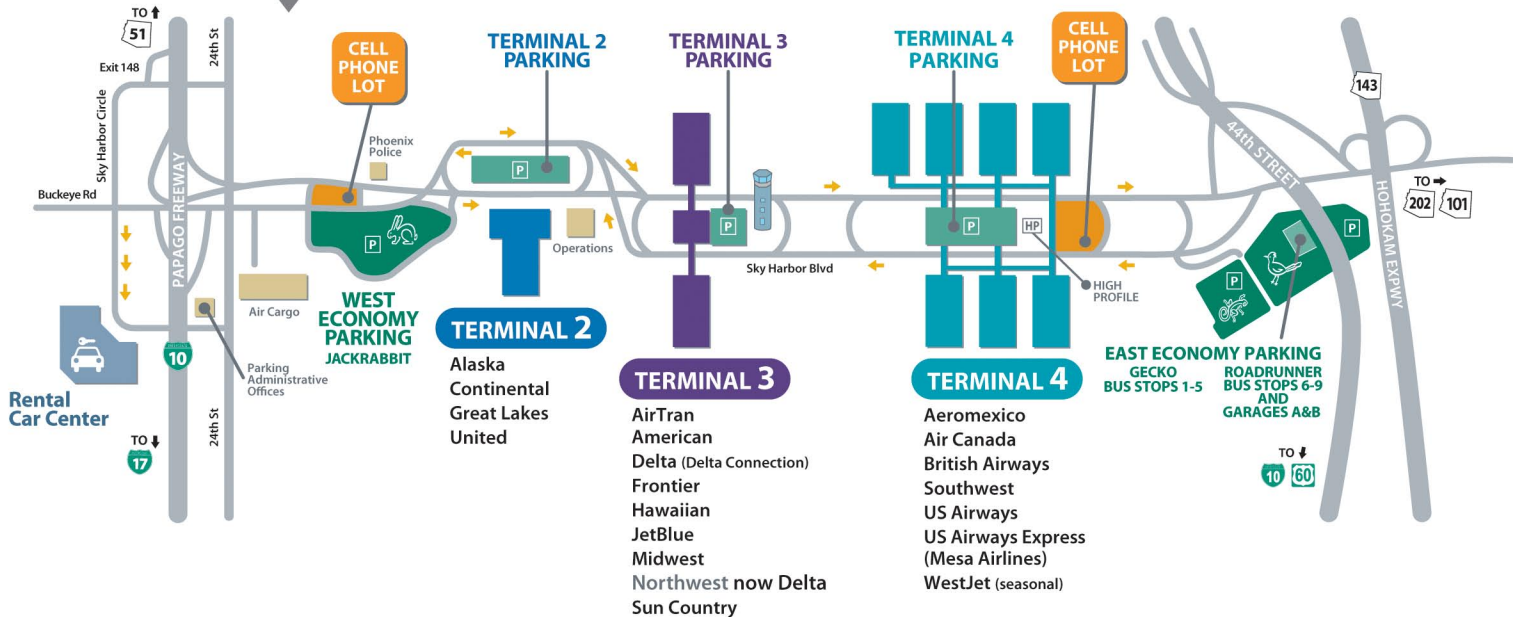 TO
51
Exit 148
24th St
Sky Harbor Circle
Buckeye Rd
PAPAGO FREEWAY
CELL
PHONE
LOT
Phoenix
Police
TERMINAL 2
PARKING
P
TERMINAL 3
PARKING
P
TERMINAL 4
PARKING
P
HP
HIGH
PROFILE
CELL
PHONE
LOT
44th STREET
143
HOHOKAM EXPWY
TO
202
101
P
P
P
Operations
Sky Harbor Blvd
Air Cargo
Parking
Administrative
Offices
10
Rental
Car Center
TO
17
24th St
WEST
ECONOMY
PARKING
JACKRABBIT
TERMINAL 2
Alaska
Continental
Great Lakes
United
TERMINAL 3
AirTran
American
Delta (Delta Connection)
Frontier
Hawaiian
JetBlue
Midwest
Northwest now Delta
Sun Country
TERMINAL 4
Aeromexico
Air Canada
British Airways
Southwest
US Airways
US Airways Express
(Mesa Airlines)
WestJet (seasonal)
EAST ECONOMY PARKING
GECKO
BUS STOPS 1-5
ROADRUNNER
BUS STOPS 6-9
AND
GARAGES A&B
TO
10
60